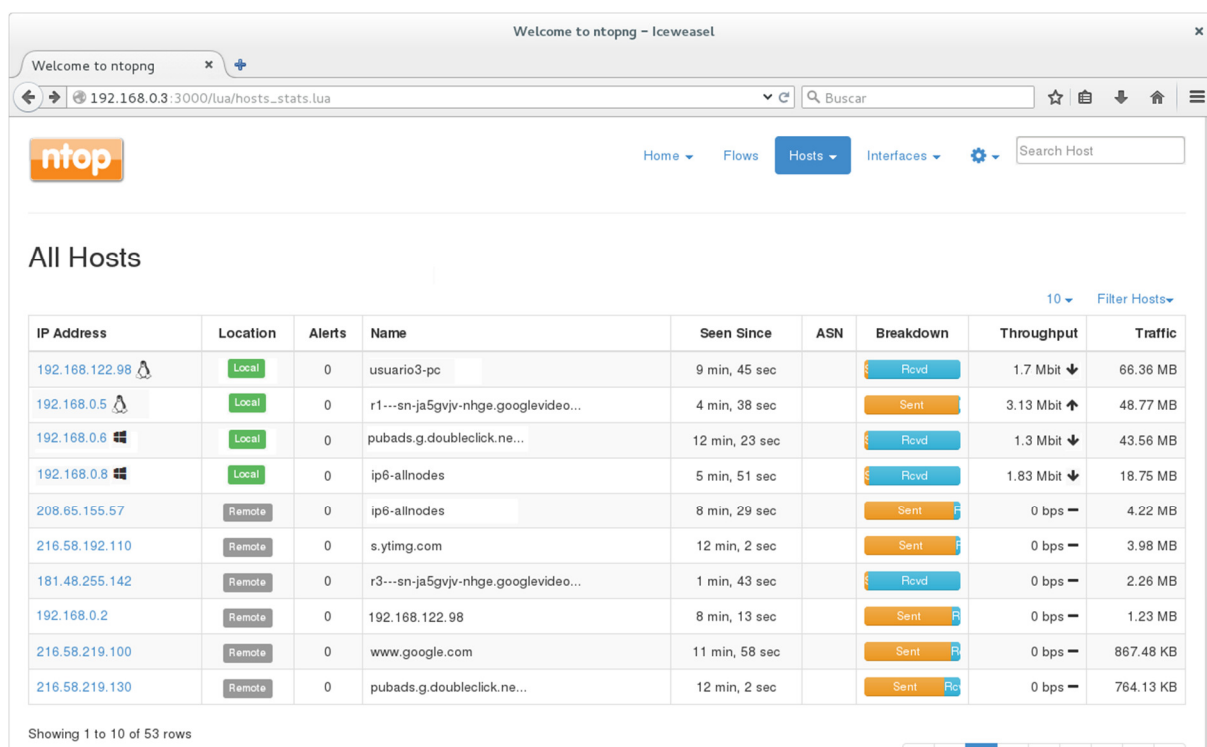 Welcome to ntopng – Iceweasel
Welcome to ntopng
192.168.0.3:3000/lua/hosts_stats.lua
Buscar
ntop
Home Flows Hosts Interfaces Search Host
All Hosts
10 Filter Hosts
IP Address Location Alerts Name Seen Since ASN Breakdown Throughput Traffic
192.168.122.98 Local 0 usuario3-pc 9 min, 45 sec Rcvd 1.7 Mbit 66.36 MB
192.168.0.5 Local 0 r1---sn-ja5gvjv-nhge.googlevideo... 4 min, 38 sec Sent 3.13 Mbit 48.77 MB
192.168.0.6 Local 0 pubads.g.doubleclick.ne... 12 min, 23 sec Rcvd 1.3 Mbit 43.56 MB
192.168.0.8 Local 0 ip6-allnodes 5 min, 51 sec Rcvd 1.83 Mbit 18.75 MB
208.65.155.57 Remote 0 ip6-allnodes 8 min, 29 sec Sent 0 bps 4.22 MB
216.58.192.110 Remote 0 s.ytimg.com 12 min, 2 sec Sent 0 bps 3.98 MB
181.48.255.142 Remote 0 r3---sn-ja5gvjv-nhge.googlevideo... 1 min, 43 sec Rcvd 0 bps 2.26 MB
192.168.0.2 Remote 0 192.168.122.98 8 min, 13 sec Sent 0 bps 1.23 MB
216.58.219.100 Remote 0 www.google.com 11 min, 58 sec Sent 0 bps 867.48 KB
216.58.219.130 Remote 0 pubads.g.doubleclick.ne... 12 min, 2 sec Sent 0 bps 764.13 KB
Showing 1 to 10 of 53 rows